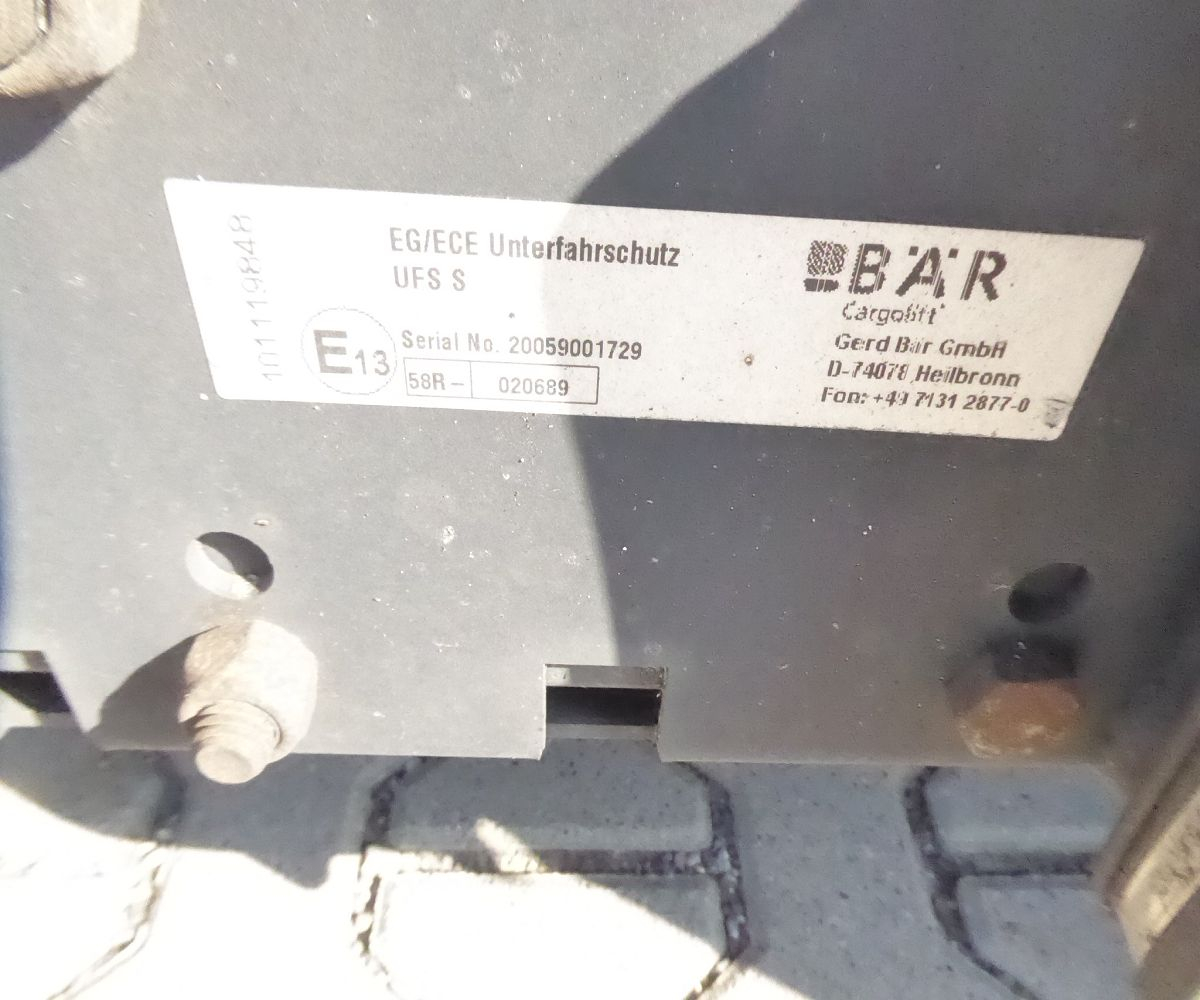 101119848
EG/ECE Unterfahrschutz
UFS S
E13
Serial No. 20059001729
58R- 020689
BÄR
Cargolift
Gerd Bär GmbH
D-74078 Heilbronn
Fon: +49 7131 2877-0